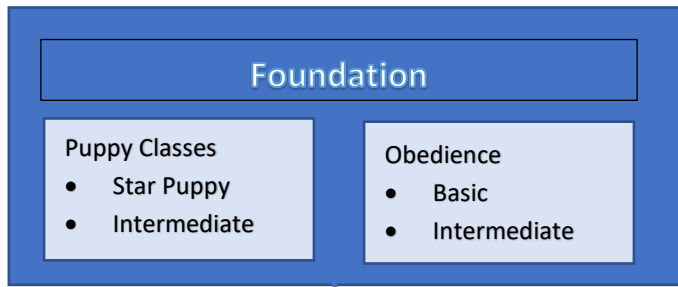 Foundation
Puppy Classes
• Star Puppy
• Intermediate
Obedience
• Basic
• Intermediate